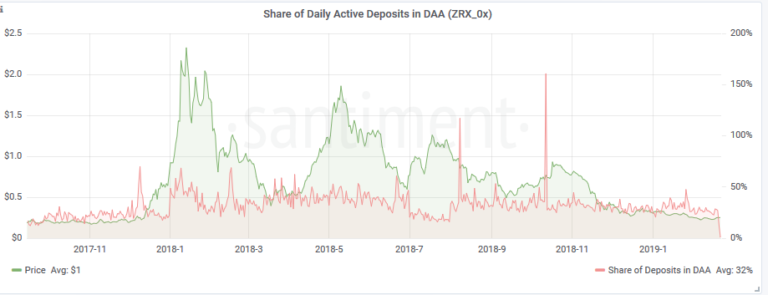 Share of Daily Active Deposits in DAA (ZRX_0x)
$2.5 200%
$2.0 150%
$1.5 100%
$1.0 50%
$0.5
$0 0%
·santiment·
2017-11 2018-1 2018-3 2018-5 2018-7 2018-9 2018-11 2019-1
Price Avg: $1 Share of Deposits in DAA Avg: 32%